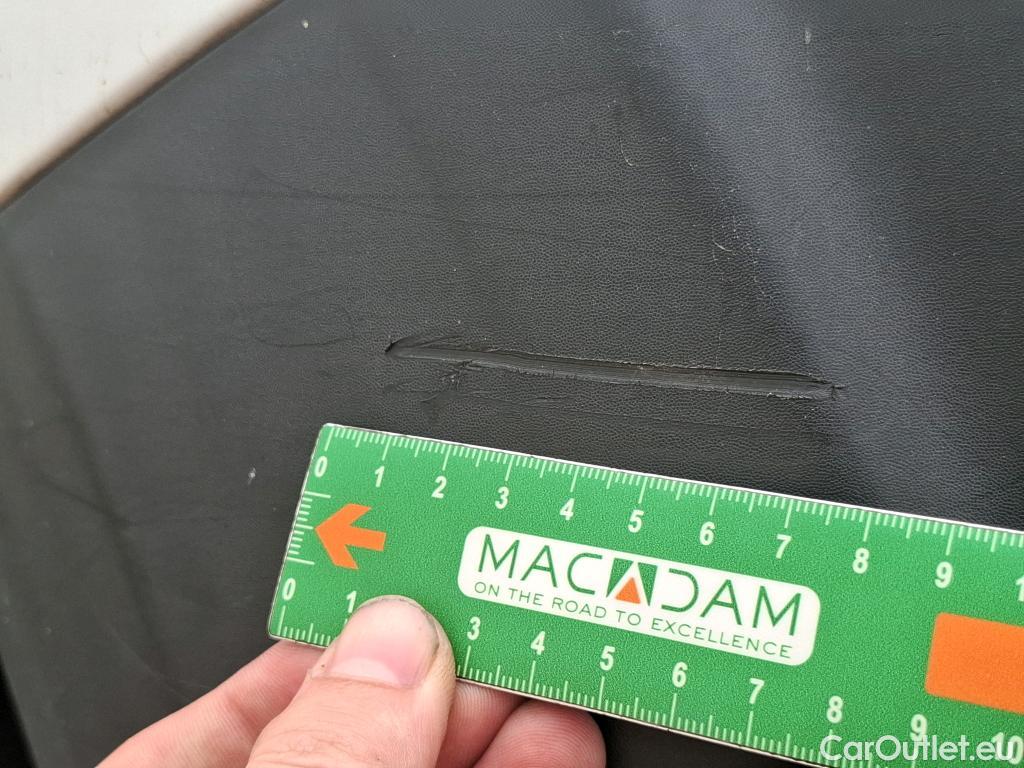 0 1 2 3 4 5 6 7 8 9 1
MACADAM
ON THE ROAD TO EXCELLENCE
0 1 3 4 5 6 7 8 9 10
CarOutlet.eu